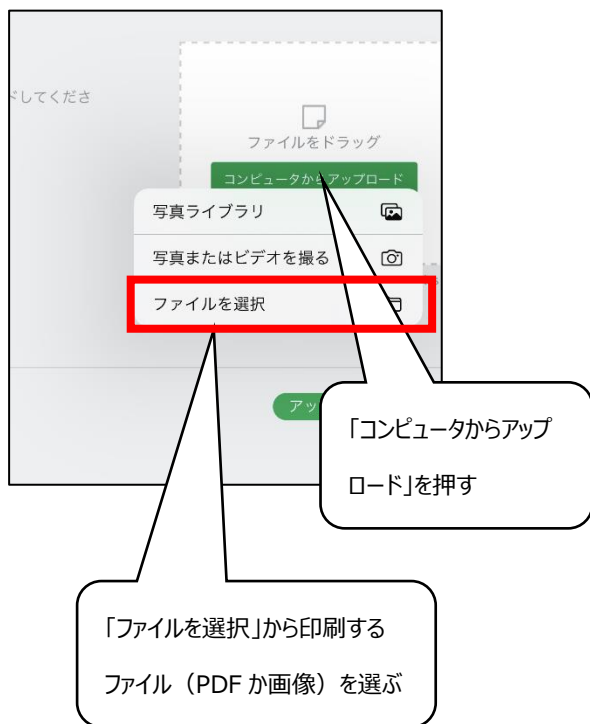 ドしてくださ
ファイルをドラッグ
コンピュータからアップロード
写真ライブラリ
写真またはビデオを撮る
ファイルを選択
アッ
「コンピュータからアップ
ロード」を押す
「ファイルを選択」から印刷する
ファイル（PDF か画像）を選ぶ